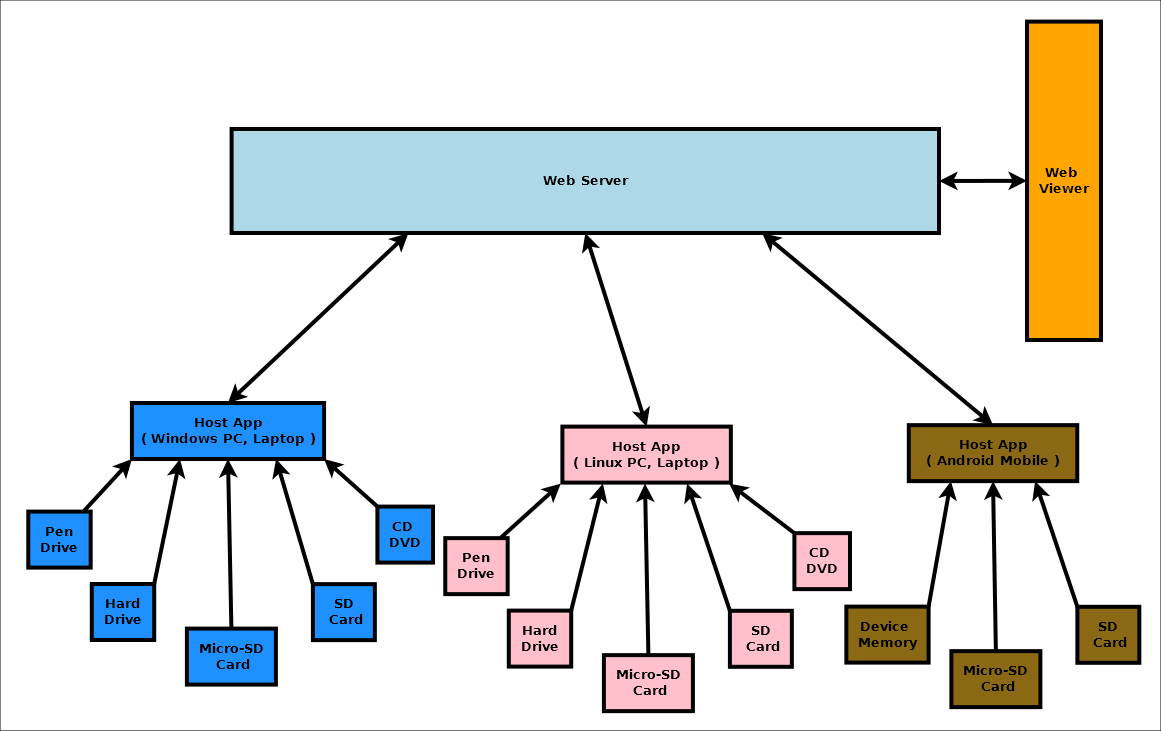 Web Server
Web
Viewer
Host App
( Windows PC, Laptop )
Pen
Drive
Hard
Drive
Micro-SD
Card
SD
Card
CD
DVD
Host App
( Linux PC, Laptop )
Pen
Drive
Hard
Drive
Micro-SD
Card
SD
Card
CD
DVD
Host App
( Android Mobile )
Device
Memory
Micro-SD
Card
SD
Card